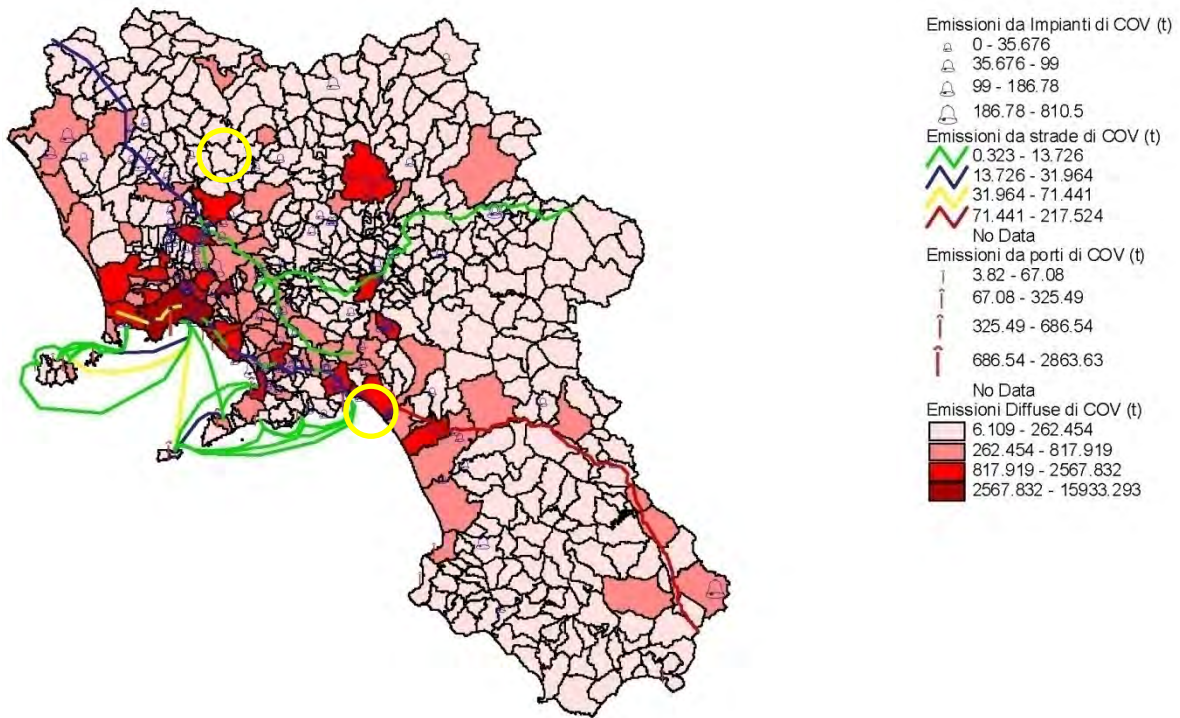 Emissioni da Impianti di COV (t)
0 - 35.676
35.676 - 99
99 - 186.78
186.78 - 810.5
Emissioni da strade di COV (t)
0.323 - 13.726
13.726 - 31.964
31.964 - 71.441
71.441 - 217.524
No Data
Emissioni da porti di COV (t)
3.82 - 67.08
67.08 - 325.49
325.49 - 686.54
686.54 - 2863.63
No Data
Emissioni Diffuse di COV (t)
6.109 - 262.454
262.454 - 817.919
817.919 - 2567.832
2567.832 - 15933.293